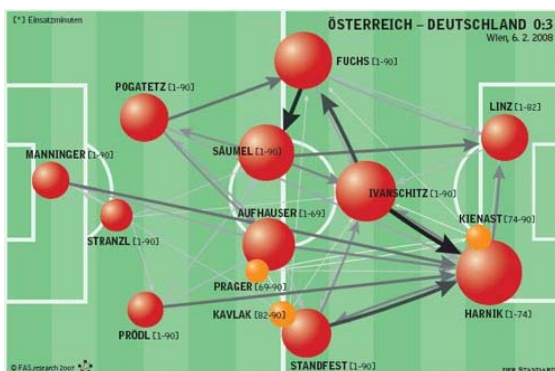 [*] Einsatzminuten
ÖSTERREICH – DEUTSCHLAND 0:3
Wien, 6. 2. 2008
FUCHS [1-90]
POGATETZ [1-90]
LINZ [1-82]
MANNINGER [1-90]
SÄUMEL [1-90]
IVANSCHITZ [1-90]
AUFHAUSER [1-69]
KIENAST [74-90]
STRANZL [1-90]
PRAGER [69-90]
KAVLAK [82-90]
PRÖDL [1-90]
HARNIK [1-74]
STANDFEST [1-90]
© FAS.research 2007
DER STANDARD